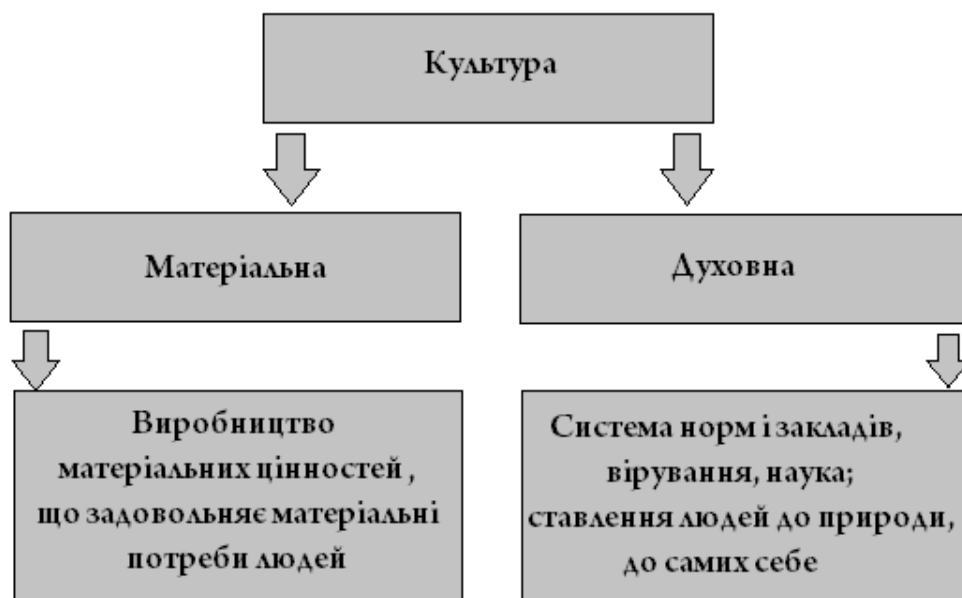 Культура
Матеріальна
Духовна
Виробництво
матеріальних цінностей ,
що задовольняє матеріальні
потреби людей
Система норм і закладів,
вірування, наука;
ставлення людей до природи,
до самих себе